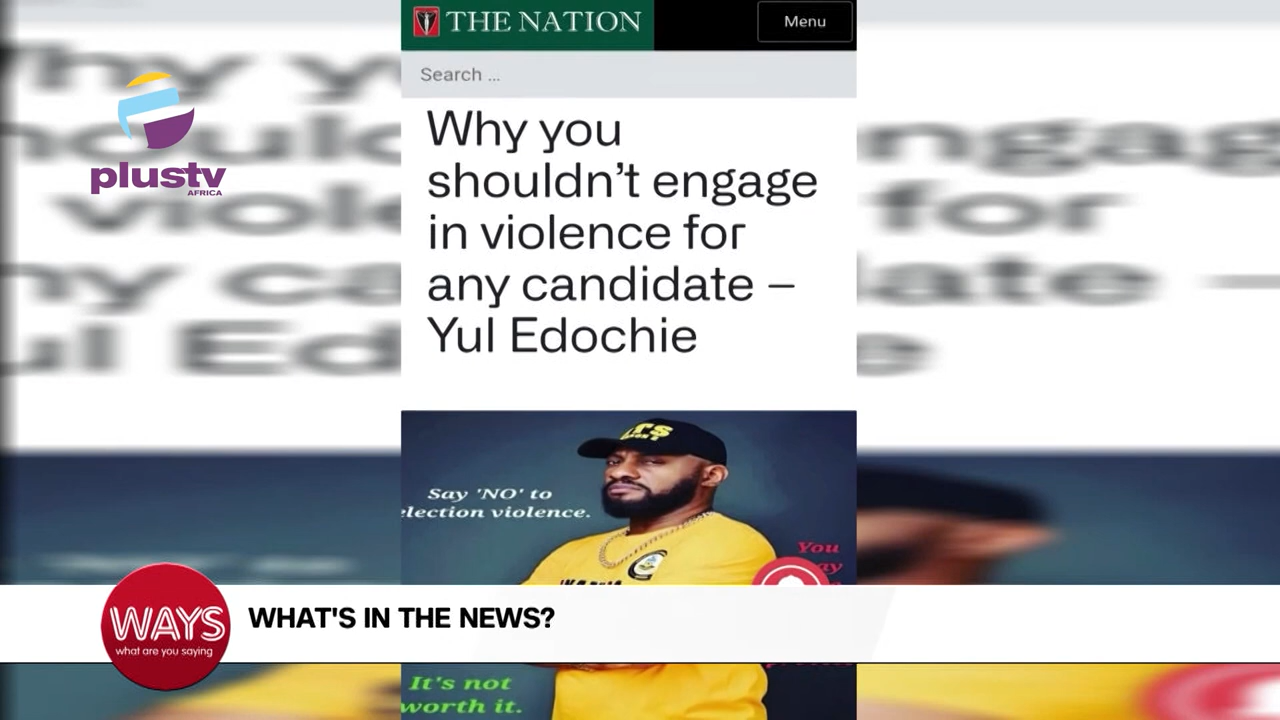 THE NATION
Menu
Search ...
Why you
shouldn't engage
in violence for
any candidate –
Yul Edochie
plustv
AFRICA
Say 'NO' to
election violence.
You
It's not
worth it.
WAYS
what are you saying
WHAT'S IN THE NEWS?